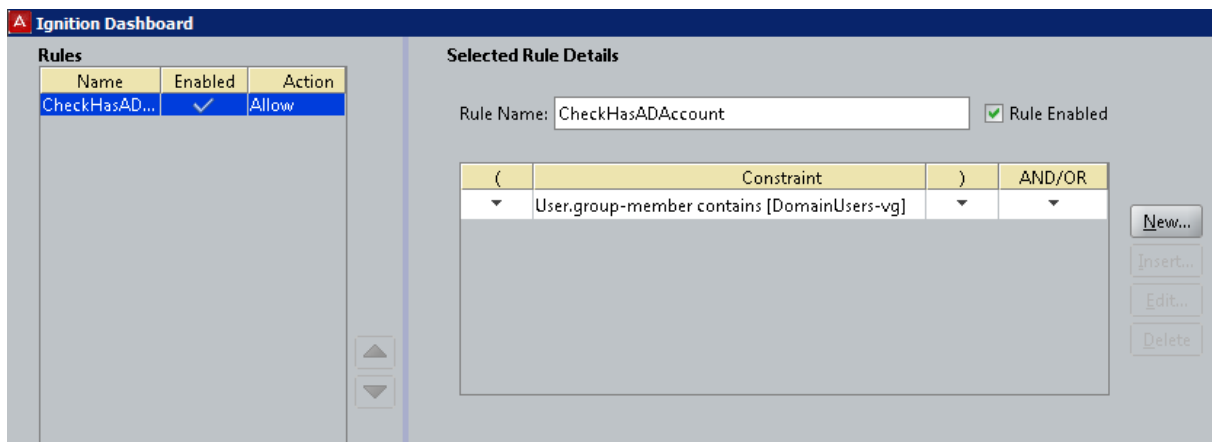 Ignition Dashboard
Rules
Name Enabled Action
CheckHasAD... Allow
Selected Rule Details
Rule Name: CheckHasADAccount Rule Enabled
( Constraint ) AND/OR
User.group-member contains [DomainUsers-vg]
New...
Insert...
Edit...
Delete